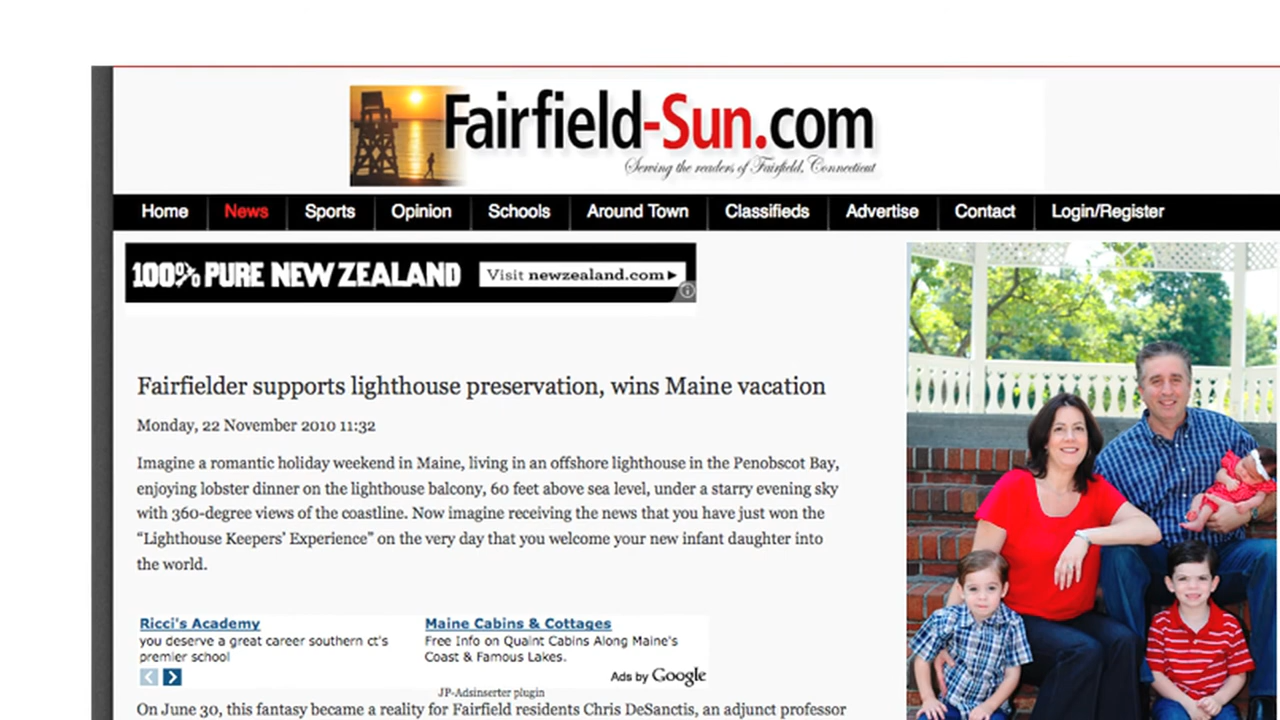 Fairfield-Sun.com
Serving the readers of Fairfield, Connecticut
Home News Sports Opinion Schools Around Town Classifieds Advertise Contact Login/Register
100% PURE NEW ZEALAND Visit newzealand.com
Fairfielder supports lighthouse preservation, wins Maine vacation
Monday, 22 November 2010 11:32
Imagine a romantic holiday weekend in Maine, living in an offshore lighthouse in the Penobscot Bay,
enjoying lobster dinner on the lighthouse balcony, 60 feet above sea level, under a starry evening sky
with 360-degree views of the coastline. Now imagine receiving the news that you have just won the
“Lighthouse Keepers’ Experience” on the very day that you welcome your new infant daughter into
the world.
Ricci's Academy
you deserve a great career southern ct's
premier school
Maine Cabins & Cottages
Free Info on Quaint Cabins Along Maine's
Coast & Famous Lakes.
Ads by Google
JP-Adsinserter plugin
On June 30, this fantasy became a reality for Fairfield residents Chris DeSanctis, an adjunct professor